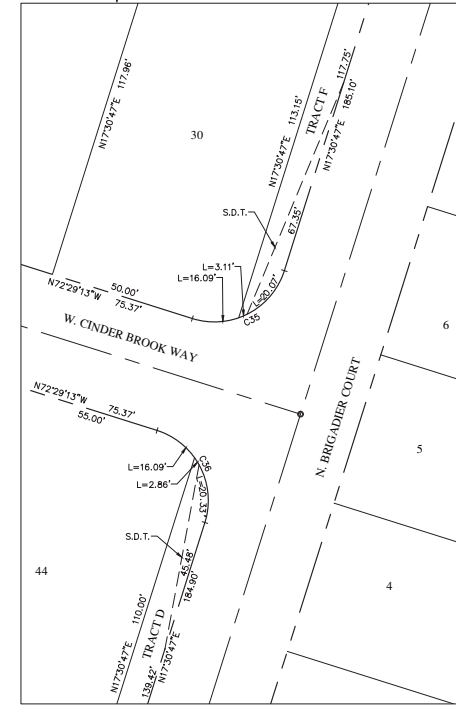 N17°30'47"E 117.96'
30
N17°30'47"E 113.15'
TRACT F
117.75'
N17°30'47"E 185.10'
S.D.T.
67.35'
L=3.11'
L=16.09'
L=20.07'
C35
50.00'
N72°29'13"W 75.37'
W. CINDER BROOK WAY
6
N. BRIGADIER COURT
N72°29'13"W 75.37'
55.00'
5
C36
L=16.09'
L=2.86'
L=20.33'
S.D.T.
45.48'
184.90'
44
4
N17°30'47"E 110.00'
TRACT D
139.42'
N17°30'47"E